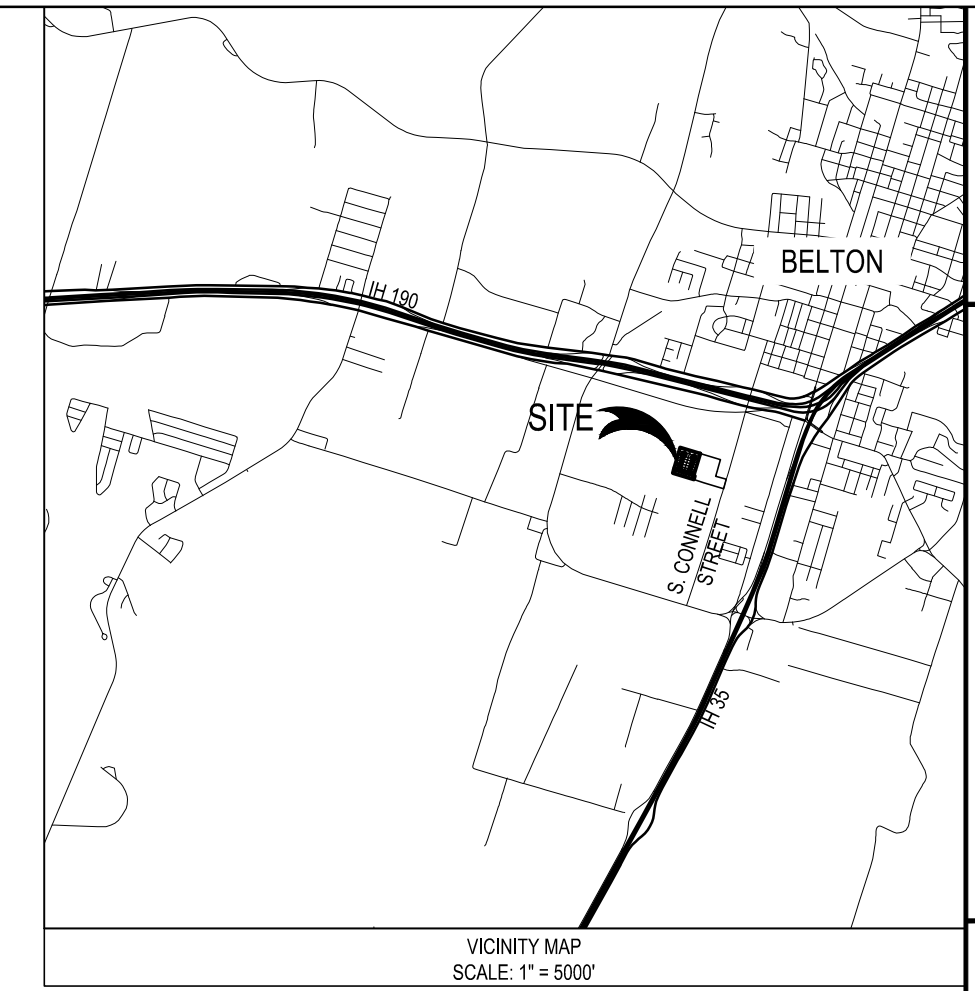 BELTON
IH 190
SITE
S. CONNELL
STREET
IH 35
VICINITY MAP
SCALE: 1" = 5000'